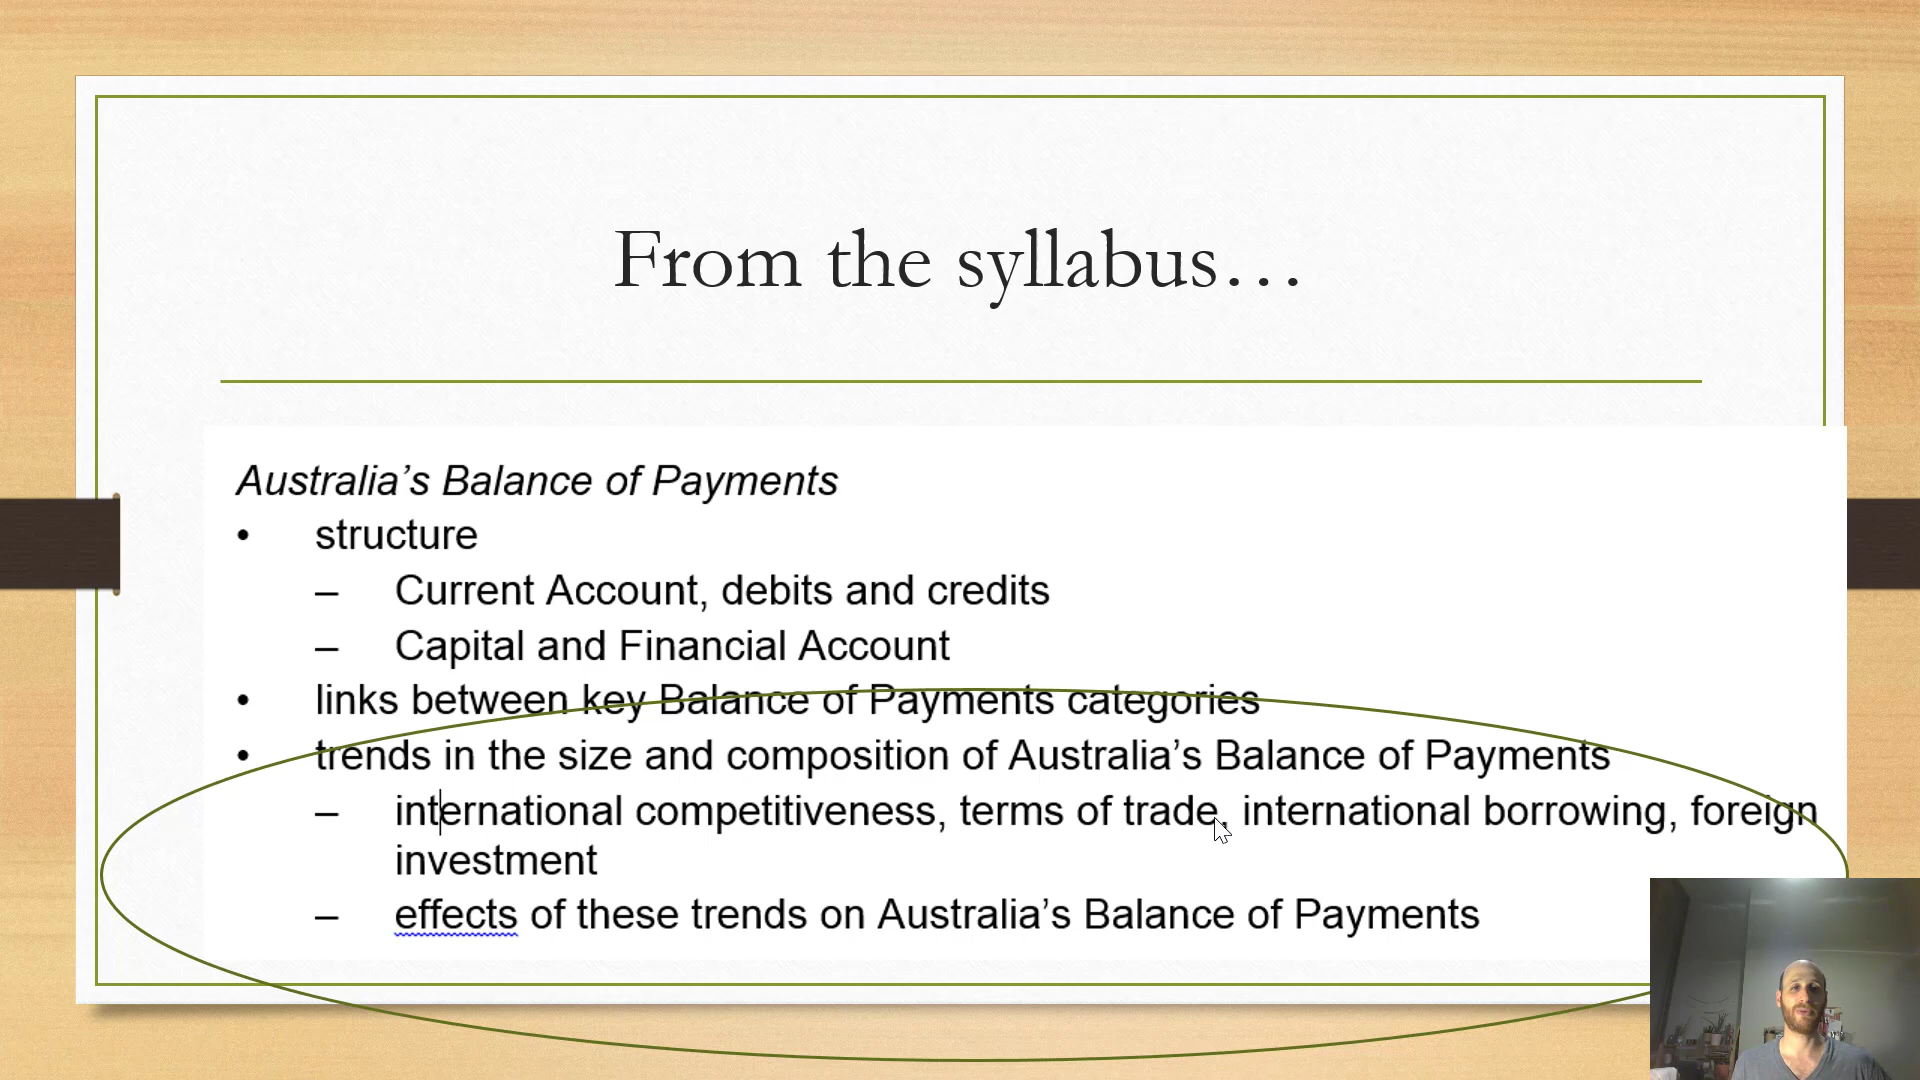 From the syllabus…
Australia’s Balance of Payments
• structure
– Current Account, debits and credits
– Capital and Financial Account
• links between key Balance of Payments categories
• trends in the size and composition of Australia’s Balance of Payments
– international competitiveness, terms of trade, international borrowing, foreign
investment
– effects of these trends on Australia’s Balance of Payments